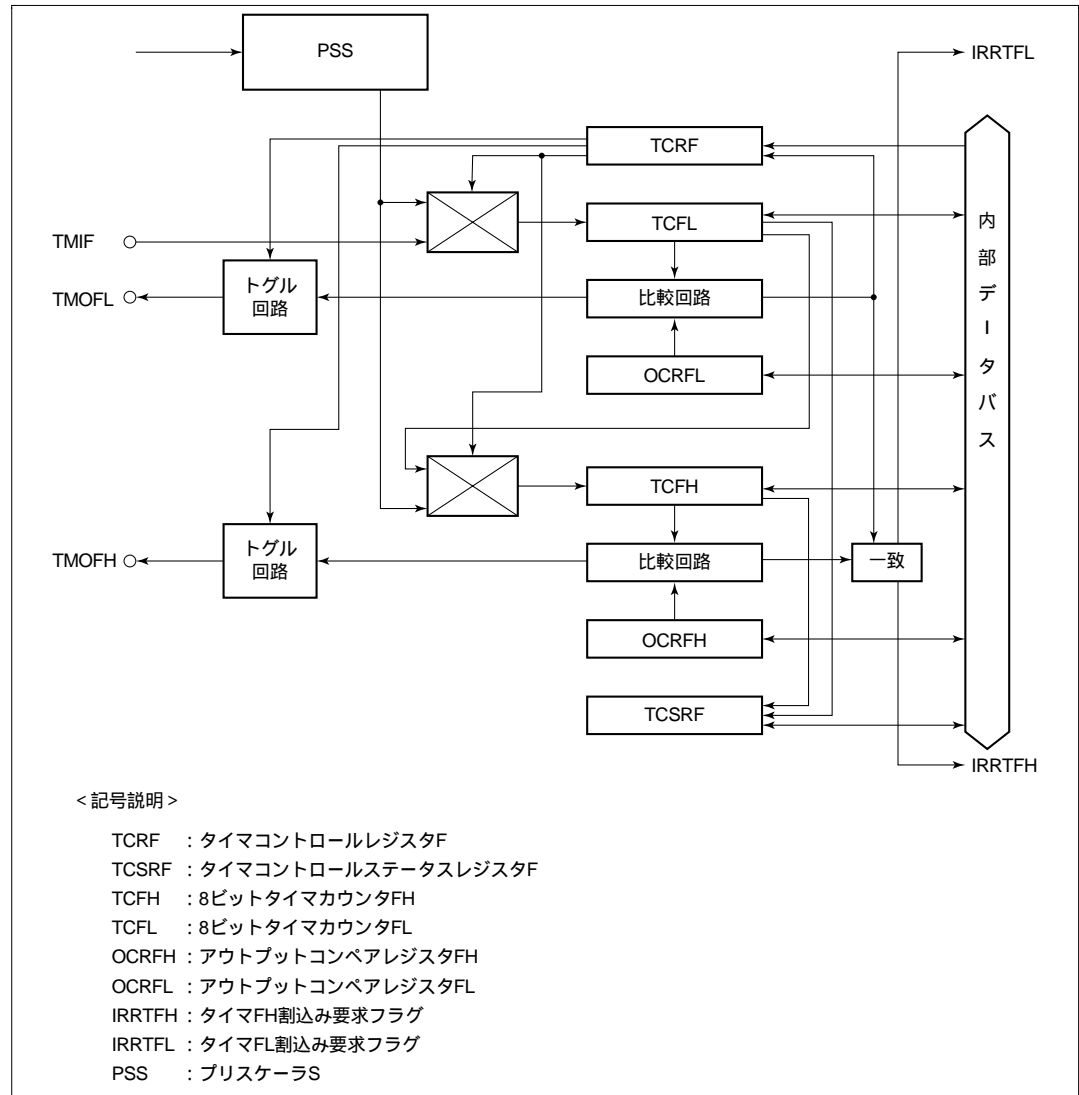 PSS
IRRTFL
TCRF
TCFL
TMIF
トグル
回路
TMOFL
比較回路
OCRFL
内部データバス
TCFH
トグル
回路
TMOFH
比較回路
一致
OCRFH
TCSRF
IRRTFH
<記号説明>
TCRF :タイマコントロールレジスタF
TCSRF :タイマコントロールステータスレジスタF
TCFH :8ビットタイマカウンタFH
TCFL :8ビットタイマカウンタFL
OCRFH :アウトプットコンペアレジスタFH
OCRFL :アウトプットコンペアレジスタFL
IRRTFH :タイマFH割込み要求フラグ
IRRTFL :タイマFL割込み要求フラグ
PSS :プリスケーラS